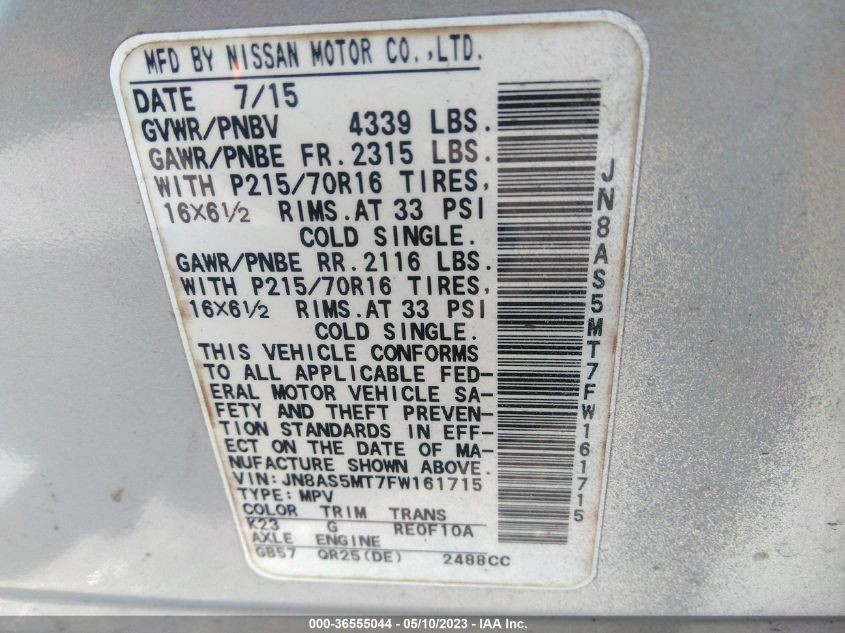 MFD BY NISSAN MOTOR CO.,LTD.
DATE 7/15
GVWR/PNBV 4339 LBS.
GAWR/PNBE FR.2315 LBS.
WITH P215/70R16 TIRES,
16X6½ RIMS.AT 33 PSI
COLD SINGLE.
GAWR/PNBE RR.2116 LBS.
WITH P215/70R16 TIRES,
16X6½ RIMS.AT 33 PSI
COLD SINGLE.
THIS VEHICLE CONFORMS
TO ALL APPLICABLE FED-
ERAL MOTOR VEHICLE SA-
FETY AND THEFT PREVEN-
TION STANDARDS IN EFF-
ECT ON THE DATE OF MA-
NUFACTURE SHOWN ABOVE.
VIN: JN8AS5MT7FW161715
TYPE: MPV
COLOR TRIM TRANS
K23 G RE0F10A
AXLE ENGINE
GB57 QR25(DE) 2488CC
JN8AS5MT7FW161715
000-36555044 — 05/10/2023 — IAA Inc.